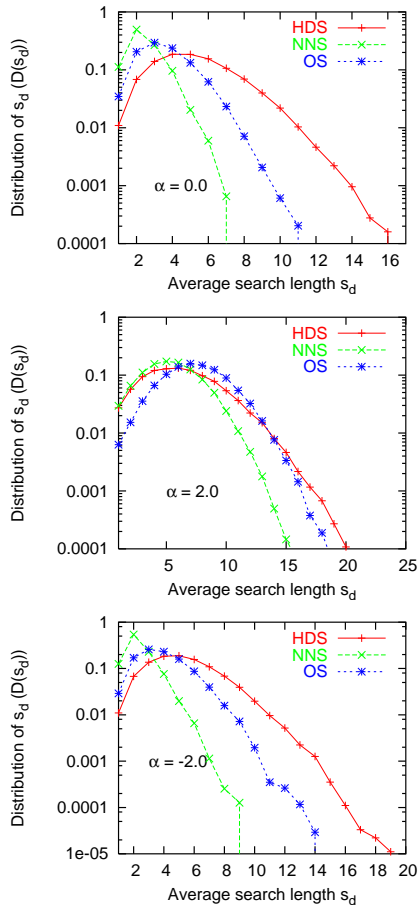 Distribution of s_d (D(s_d))
1
0.1
0.01
0.001
0.0001
HDS
NNS
OS
α = 0.0
2 4 6 8 10 12 14 16
Average search length s_d
Distribution of s_d (D(s_d))
1
0.1
0.01
0.001
0.0001
HDS
NNS
OS
α = 2.0
5 10 15 20 25
Average search length s_d
Distribution of s_d (D(s_d))
1
0.1
0.01
0.001
0.0001
1e-05
HDS
NNS
OS
α = -2.0
2 4 6 8 10 12 14 16 18 20
Average search length s_d